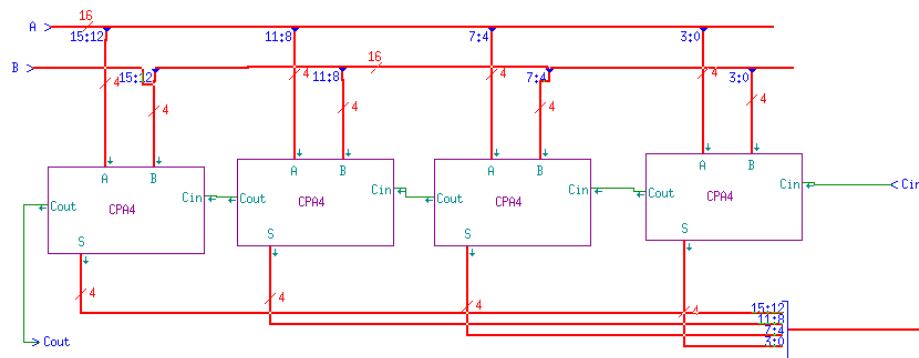 16
A
15:12 11:8 7:4 3:0
16
B
15:12 11:8 7:4 3:0
4 4 4 4
4 4 4 4
A B A B A B A B
Cout CPA4 Cin Cout CPA4 Cin Cout CPA4 Cin Cout CPA4 Cin Cin
S S S S
4 4 4 4
15:12
11:8
7:4
3:0
Cout